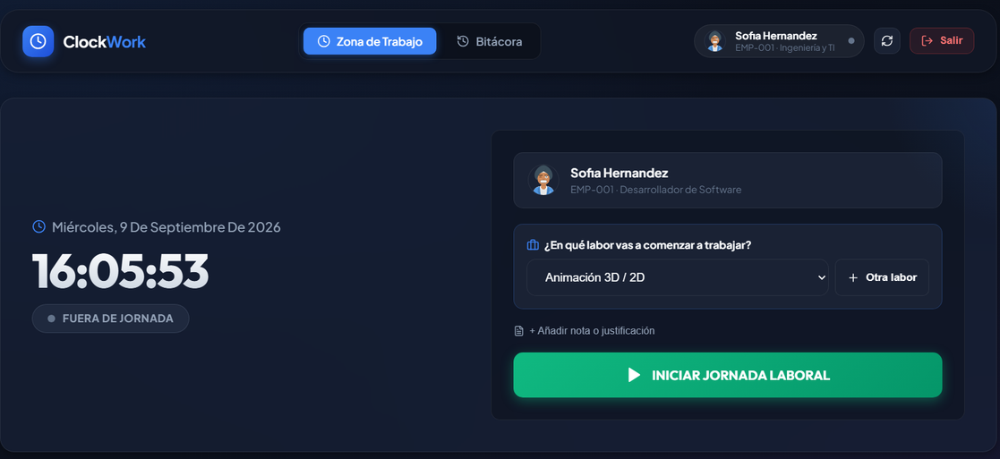 ClockWork
Zona de Trabajo
Bitácora
Sofia Hernandez
EMP-001 · Ingeniería y TI
Salir
Miércoles, 9 De Septiembre De 2026
16:05:53
FUERA DE JORNADA
Sofia Hernandez
EMP-001 · Desarrollador de Software
¿En qué labor vas a comenzar a trabajar?
Animación 3D / 2D
+ Otra labor
+ Añadir nota o justificación
INICIAR JORNADA LABORAL